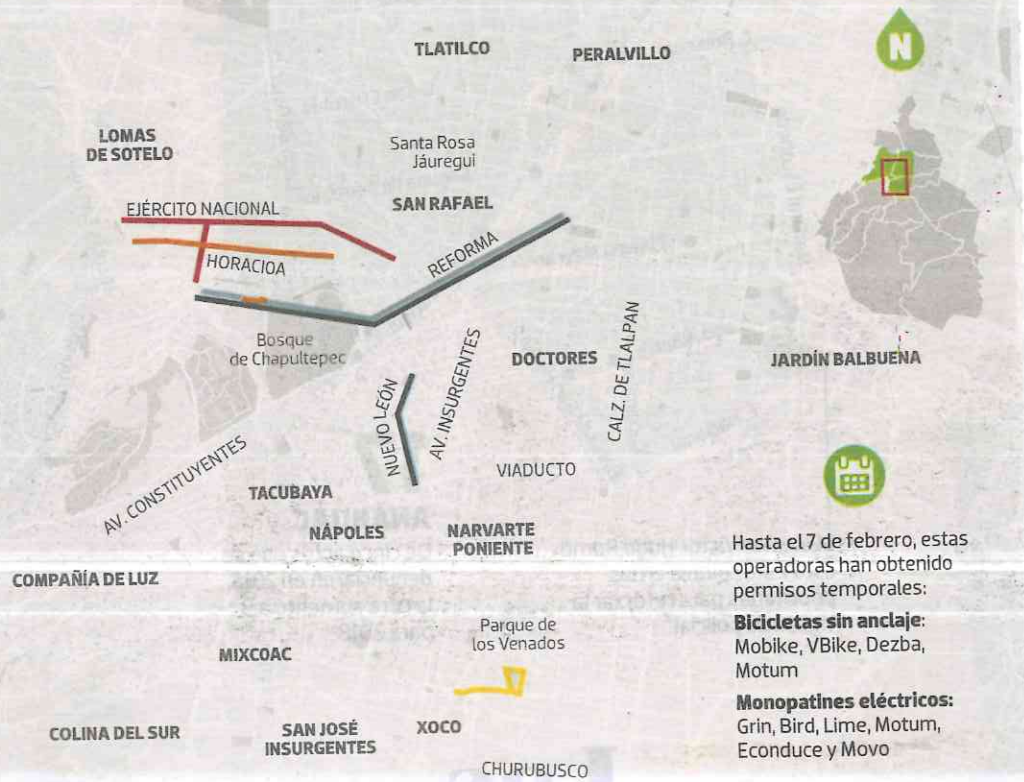 TLATILCO
PERALVILLO
N
LOMAS
DE SOTELO
Santa Rosa
Jáuregui
SAN RAFAEL
EJÉRCITO NACIONAL
HORACIOA
REFORMA
Bosque
de Chapultepec
NUEVO LEÓN
AV. INSURGENTES
DOCTORES
CALZ. DE TLALPAN
JARDÍN BALBUENA
AV. CONSTITUYENTES
TACUBAYA
VIADUCTO
NÁPOLES
NARVARTE
PONIENTE
COMPAÑÍA DE LUZ
Parque de
los Venados
MIXCOAC
COLINA DEL SUR
SAN JOSÉ
INSURGENTES
XOCO
CHURUBUSCO
Hasta el 7 de febrero, estas
operadoras han obtenido
permisos temporales:
Bicicletas sin anclaje:
Mobike, VBike, Dezba,
Motum
Monopatines eléctricos:
Grin, Bird, Lime, Motum,
Econduce y Movo